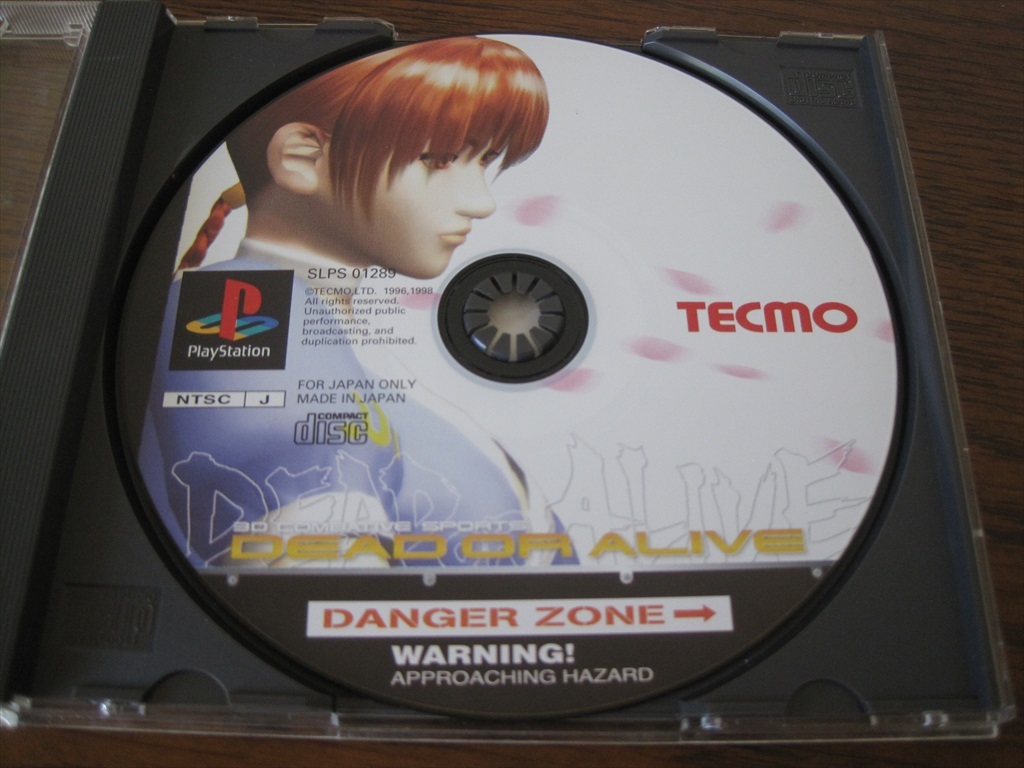 SLPS 01289
©TECMO,LTD. 1996,1998
All rights reserved.
Unauthorized public
performance,
broadcasting, and
duplication prohibited.
PlayStation
TECMO
NTSC J
FOR JAPAN ONLY
MADE IN JAPAN
COMPACT
disc
DEAD OR ALIVE
3D COMBATIVE SPORTS
DEAD OR ALIVE
DANGER ZONE →
WARNING!
APPROACHING HAZARD